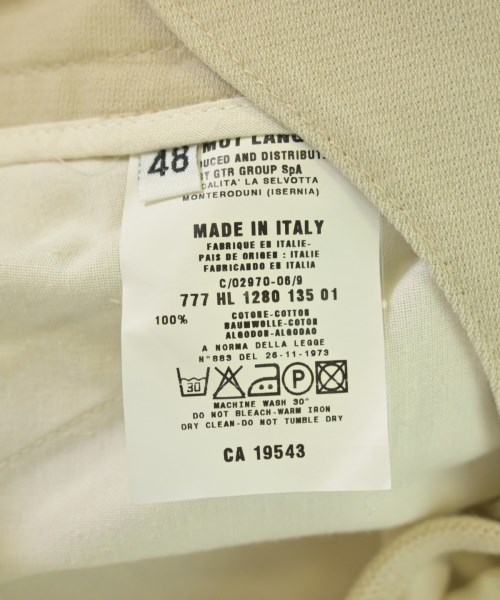 48
MUT LANG
UCED AND DISTRIBUT
BY GTR GROUP SpA
CALITA' LA SELVOTTA
MONTERODUNI (ISERNIA)
MADE IN ITALY
FABRIQUE EN ITALIE-
PAIS DE ORIGEN : ITALIE
FABRICANDO EN ITALIA
C/02970-06/9
777 HL 1280 135 01
100% COTONE-COTTON
BAUMWOLLE-COTON
ALGODON-ALGODAO
A NORMA DELLA LEGGE
N°883 DEL 26-11-1973
30 P
MACHINE WASH 30°
DO NOT BLEACH-WARM IRON
DRY CLEAN-DO NOT TUMBLE DRY
CA 19543